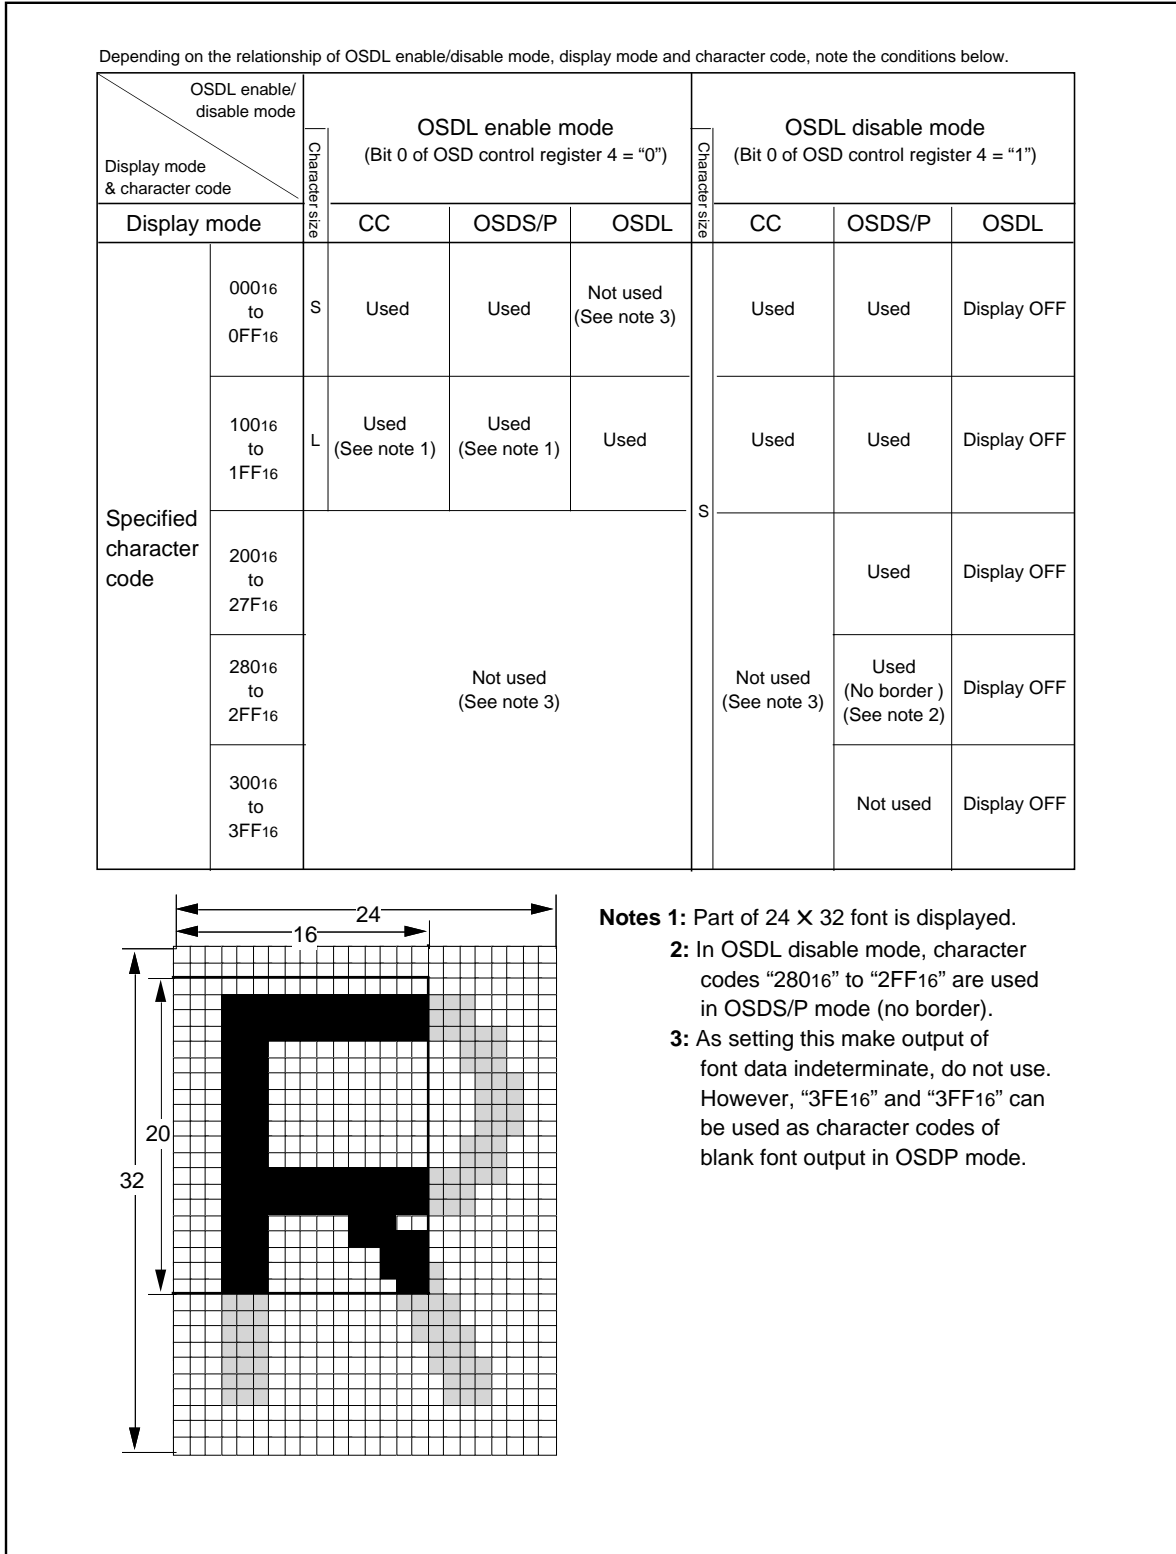 Depending on the relationship of OSDL enable/disable mode, display mode and character code, note the conditions below.
OSDL enable/
disable mode
Display mode
& character code
Character size
OSDL enable mode
(Bit 0 of OSD control register 4 = “0”)
Character size
OSDL disable mode
(Bit 0 of OSD control register 4 = “1”)
Display mode
CC
OSDS/P
OSDL
CC
OSDS/P
OSDL
Specified
character
code
00016
to
0FF16
S
Used
Used
Not used
(See note 3)
S
Used
Used
Display OFF
10016
to
1FF16
L
Used
(See note 1)
Used
(See note 1)
Used
Used
Used
Display OFF
20016
to
27F16
Used
Display OFF
28016
to
2FF16
Not used
(See note 3)
Not used
(See note 3)
Used
(No border )
(See note 2)
Display OFF
30016
to
3FF16
Not used
Display OFF
24
16
20
32
Notes 1: Part of 24 ✕ 32 font is displayed.
2: In OSDL disable mode, character
codes “28016” to “2FF16” are used
in OSDS/P mode (no border).
3: As setting this make output of
font data indeterminate, do not use.
However, “3FE16” and “3FF16” can
be used as character codes of
blank font output in OSDP mode.